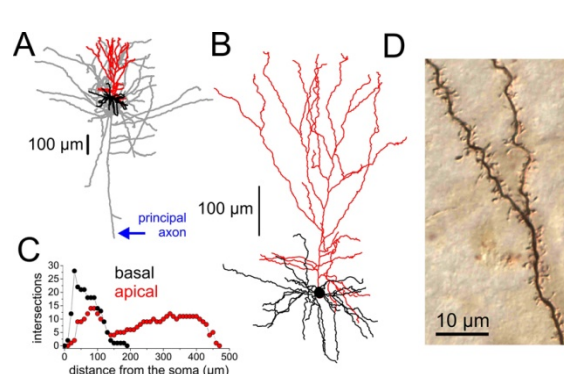 A
B
D
100 µm
principal
axon
100 µm
C
basal
apical
intersections
30
25
20
15
10
5
0
0 100 200 300 400 500
distance from the soma (µm)
10 µm